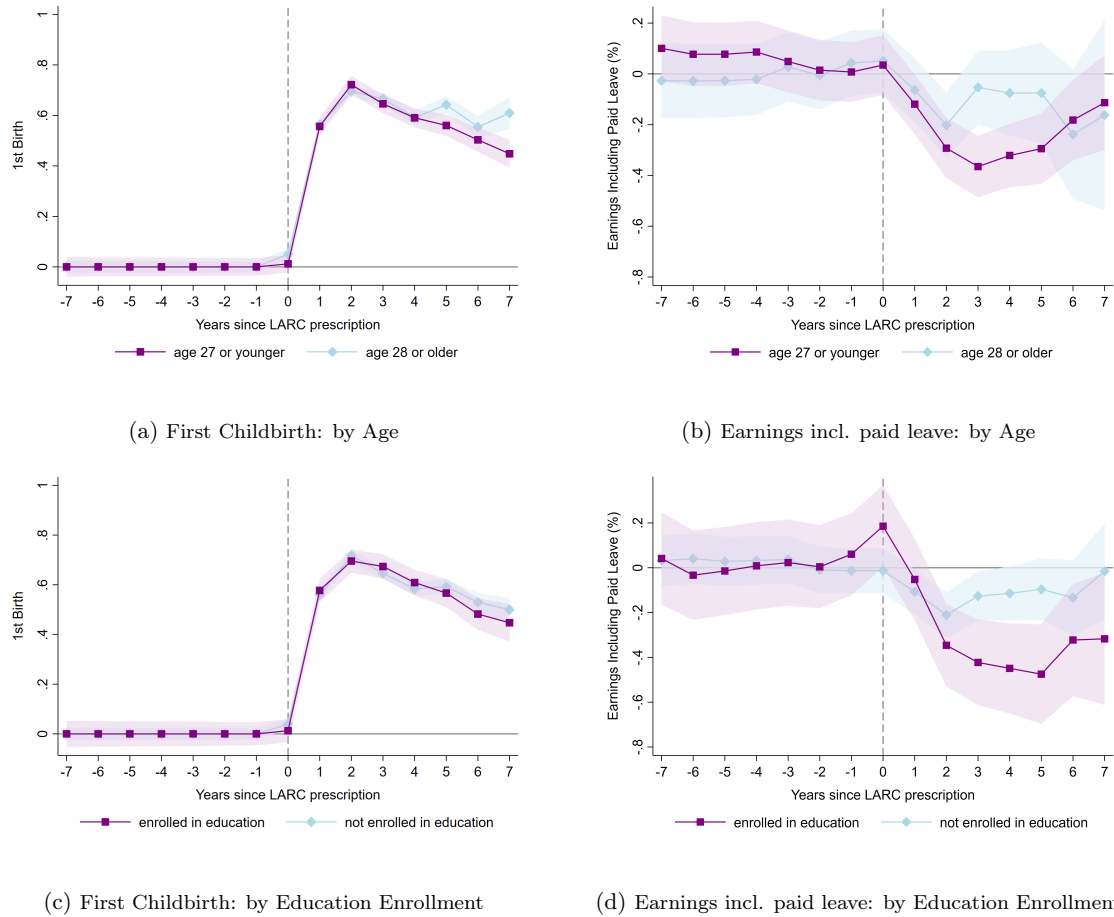 1st Birth
1
.8
.6
.4
.2
0
-7 -6 -5 -4 -3 -2 -1 0 1 2 3 4 5 6 7
Years since LARC prescription
age 27 or younger age 28 or older
(a) First Childbirth: by Age
Earnings Including Paid Leave (%)
.2
0
-.2
-.4
-.6
-.8
-7 -6 -5 -4 -3 -2 -1 0 1 2 3 4 5 6 7
Years since LARC prescription
age 27 or younger age 28 or older
(b) Earnings incl. paid leave: by Age
1st Birth
1
.8
.6
.4
.2
0
-7 -6 -5 -4 -3 -2 -1 0 1 2 3 4 5 6 7
Years since LARC prescription
enrolled in education not enrolled in education
(c) First Childbirth: by Education Enrollment
Earnings Including Paid Leave (%)
.2
0
-.2
-.4
-.6
-.8
-7 -6 -5 -4 -3 -2 -1 0 1 2 3 4 5 6 7
Years since LARC prescription
enrolled in education not enrolled in education
(d) Earnings incl. paid leave: by Education Enrollmen